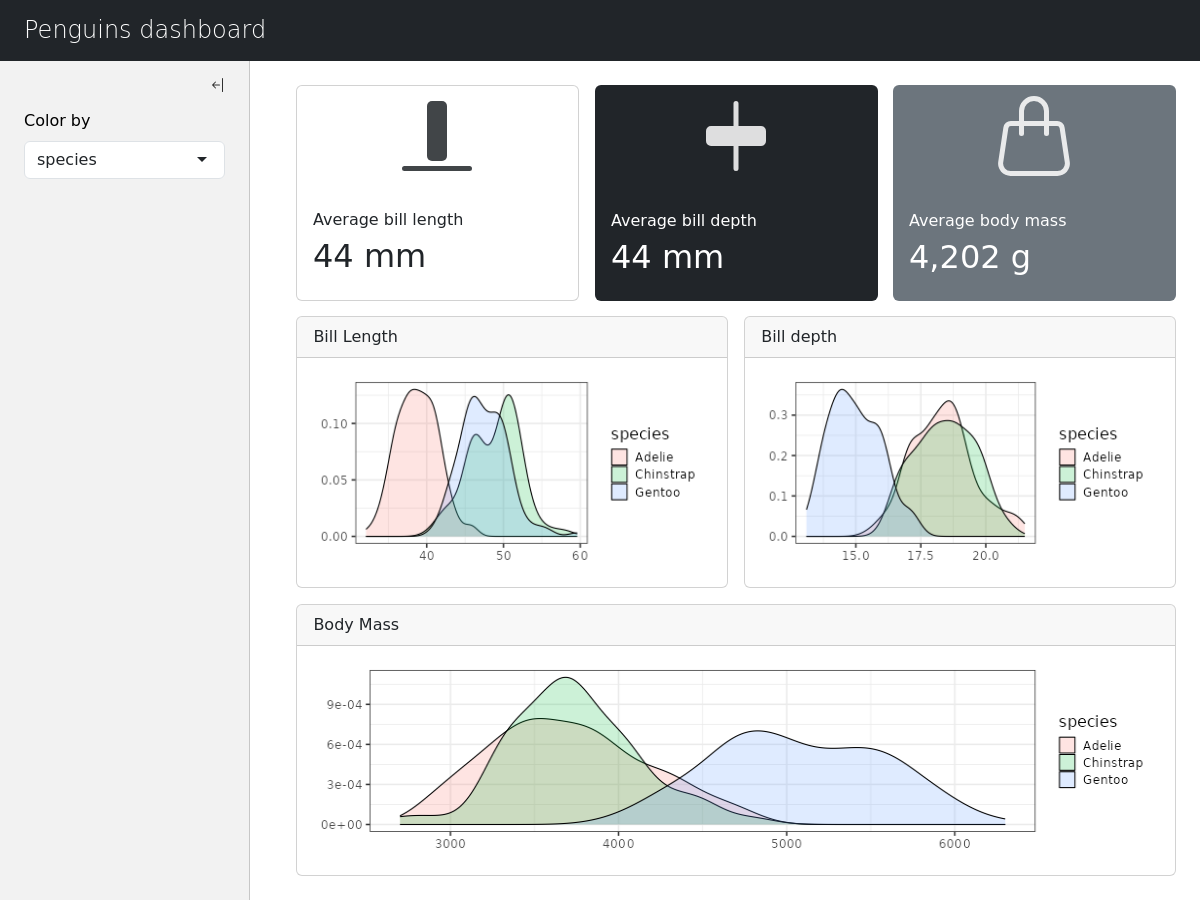 Penguins dashboard
Color by
species
Average bill length
44 mm
Average bill depth
44 mm
Average body mass
4,202 g
Bill Length
0.10
0.05
0.00
40 50 60
species
Adelie
Chinstrap
Gentoo
Bill depth
0.3
0.2
0.1
0.0
15.0 17.5 20.0
species
Adelie
Chinstrap
Gentoo
Body Mass
9e-04
6e-04
3e-04
0e+00
3000 4000 5000 6000
species
Adelie
Chinstrap
Gentoo